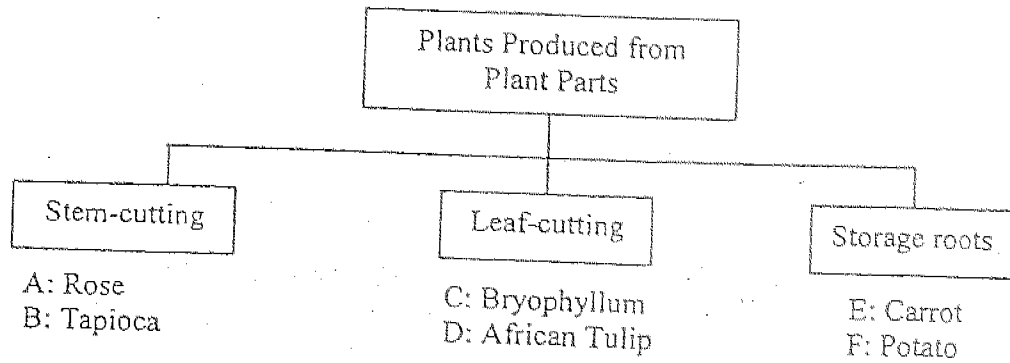 Plants Produced from
Plant Parts
Stem-cutting
Leaf-cutting
Storage roots
A: Rose
B: Tapioca
C: Bryophyllum
D: African Tulip
E: Carrot
F: Potato